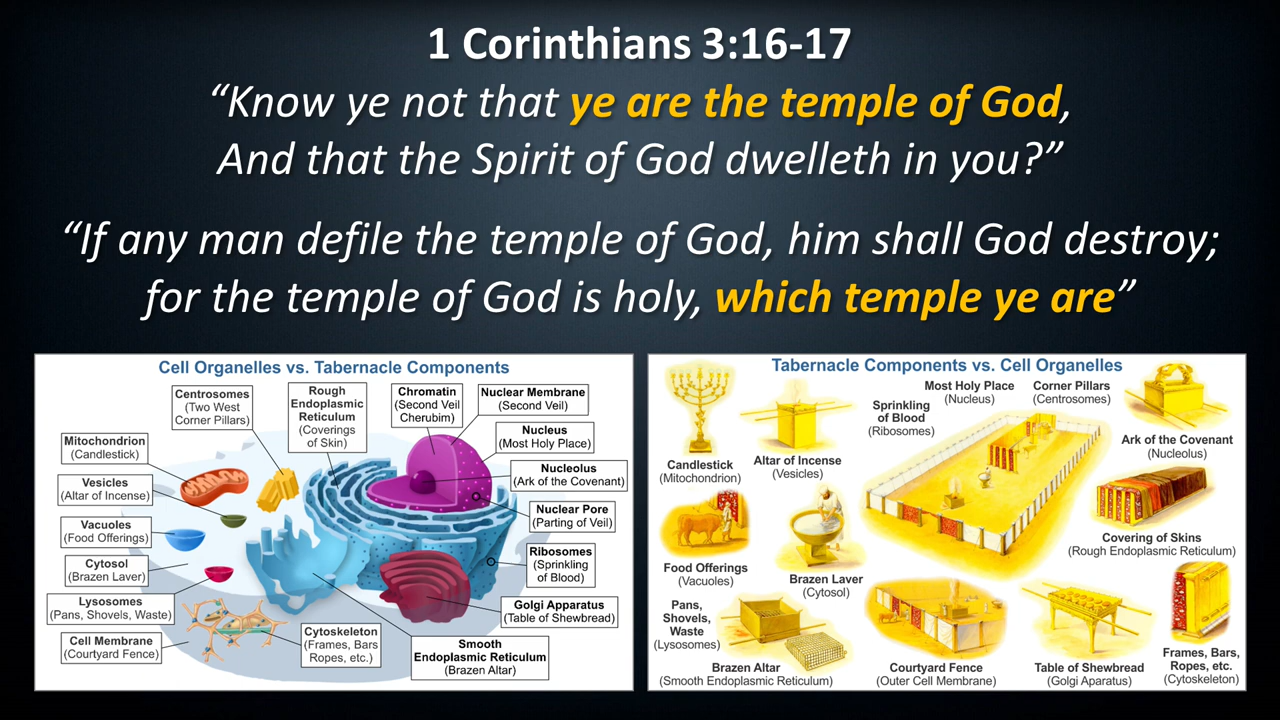 1 Corinthians 3:16-17
“Know ye not that ye are the temple of God,
And that the Spirit of God dwelleth in you?”
“If any man defile the temple of God, him shall God destroy;
for the temple of God is holy, which temple ye are”
Cell Organelles vs. Tabernacle Components
Centrosomes
(Two West
Corner Pillars)
Rough
Endoplasmic
Reticulum
(Coverings
of Skin)
Chromatin
(Second Veil
Cherubim)
Nuclear Membrane
(Second Veil)
Nucleus
(Most Holy Place)
Nucleolus
(Ark of the Covenant)
Nuclear Pore
(Parting of Veil)
Ribosomes
(Sprinkling
of Blood)
Golgi Apparatus
(Table of Shewbread)
Smooth
Endoplasmic Reticulum
(Brazen Altar)
Cytoskeleton
(Frames, Bars
Ropes, etc.)
Mitochondrion
(Candlestick)
Vesicles
(Altar of Incense)
Vacuoles
(Food Offerings)
Cytosol
(Brazen Laver)
Lysosomes
(Pans, Shovels, Waste)
Cell Membrane
(Courtyard Fence)
Tabernacle Components vs. Cell Organelles
Candlestick
(Mitochondrion)
Altar of Incense
(Vesicles)
Sprinkling
of Blood
(Ribosomes)
Most Holy Place
(Nucleus)
Corner Pillars
(Centrosomes)
Ark of the Covenant
(Nucleolus)
Food Offerings
(Vacuoles)
Brazen Laver
(Cytosol)
Covering of Skins
(Rough Endoplasmic Reticulum)
Pans,
Shovels,
Waste
(Lysosomes)
Brazen Altar
(Smooth Endoplasmic Reticulum)
Courtyard Fence
(Outer Cell Membrane)
Table of Shewbread
(Golgi Aparatus)
Frames, Bars,
Ropes, etc.
(Cytoskeleton)